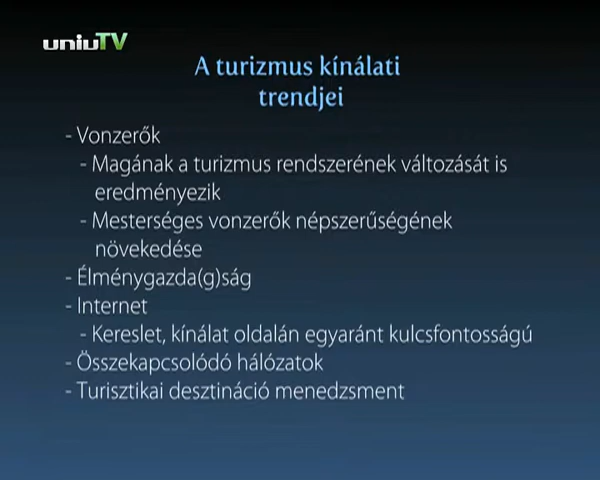 uniuTV
A turizmus kínálati
trendjei
- Vonzerők
- Magának a turizmus rendszerének változását is
eredményezik
- Mesterséges vonzerők népszerűségének
növekedése
- Élménygazda(g)ság
- Internet
- Kereslet, kínálat oldalán egyaránt kulcsfontosságú
- Összekapcsolódó hálózatok
- Turisztikai desztináció menedzsment